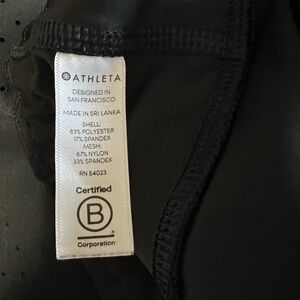 ATHLETA
DESIGNED IN
SAN FRANCISCO
MADE IN SRI LANKA
SHELL:
83% POLYESTER
17% SPANDEX
MESH:
67% NYLON
33% SPANDEX
RN 54023
Certified
B
Corporation